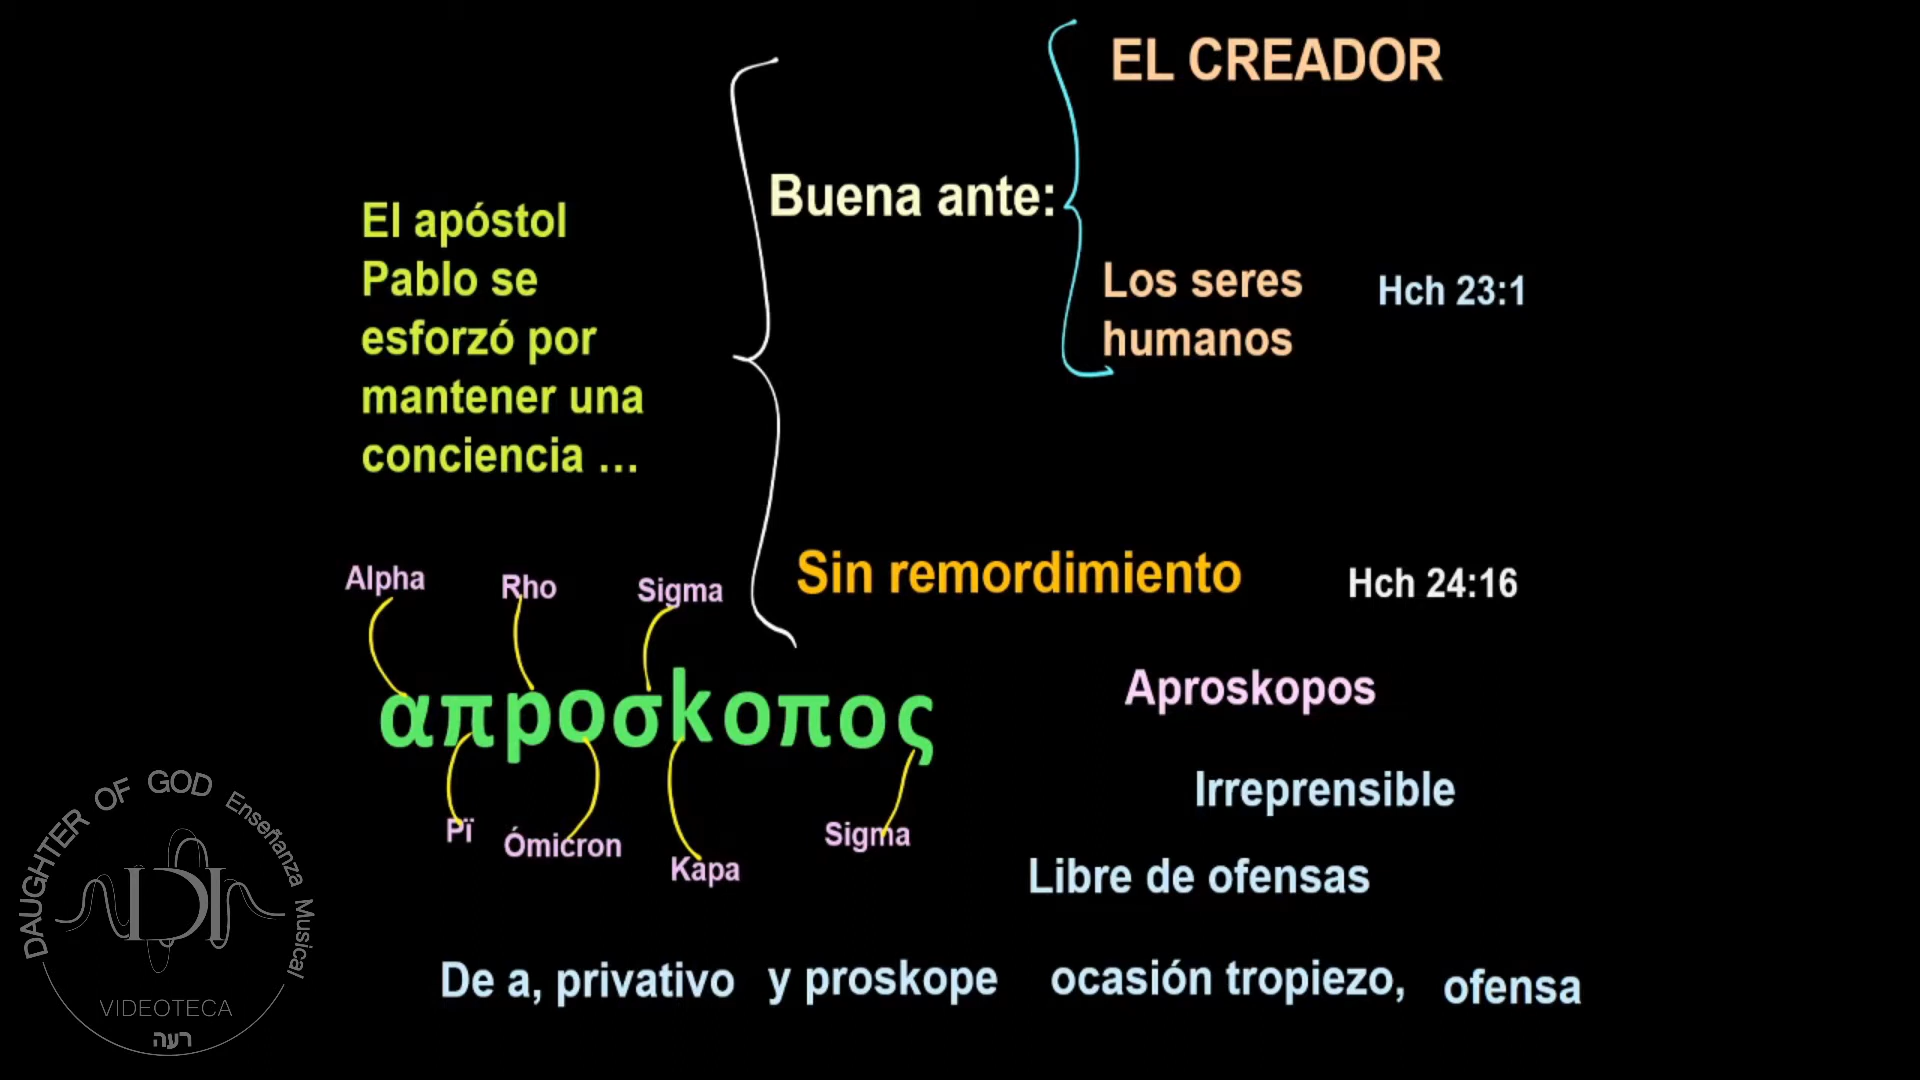 EL CREADOR
Buena ante:
El apóstol
Pablo se
esforzó por
mantener una
conciencia ...
Los seres
humanos
Hch 23:1
Sin remordimiento
Hch 24:16
Alpha
Rho
Sigma
απροσkοπος
Pï
Ómicron
Kapa
Sigma
Aproskopos
Irreprensible
Libre de ofensas
De a, privativo y proskope ocasión tropiezo, ofensa
DAUGHTER OF GOD Enseñanza Musical
VIDEOTECA
רעה